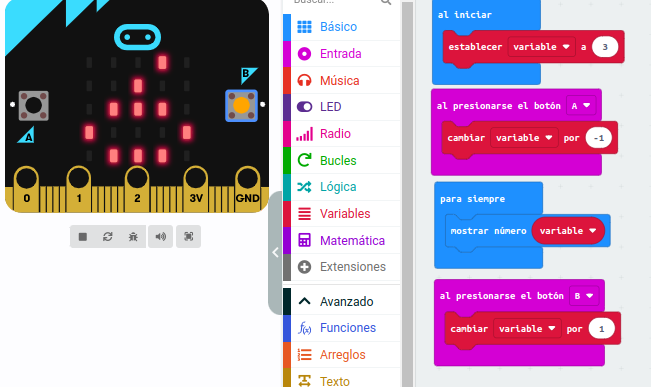 Buscar...
B
A
0
1
2
3V
GND
Básico
Entrada
Música
LED
Radio
Bucles
Lógica
Variables
Matemática
Extensiones
Avanzado
Funciones
Arreglos
Texto
al iniciar
establecer variable a 3
al presionarse el botón A
cambiar variable por -1
para siempre
mostrar número variable
al presionarse el botón B
cambiar variable por 1